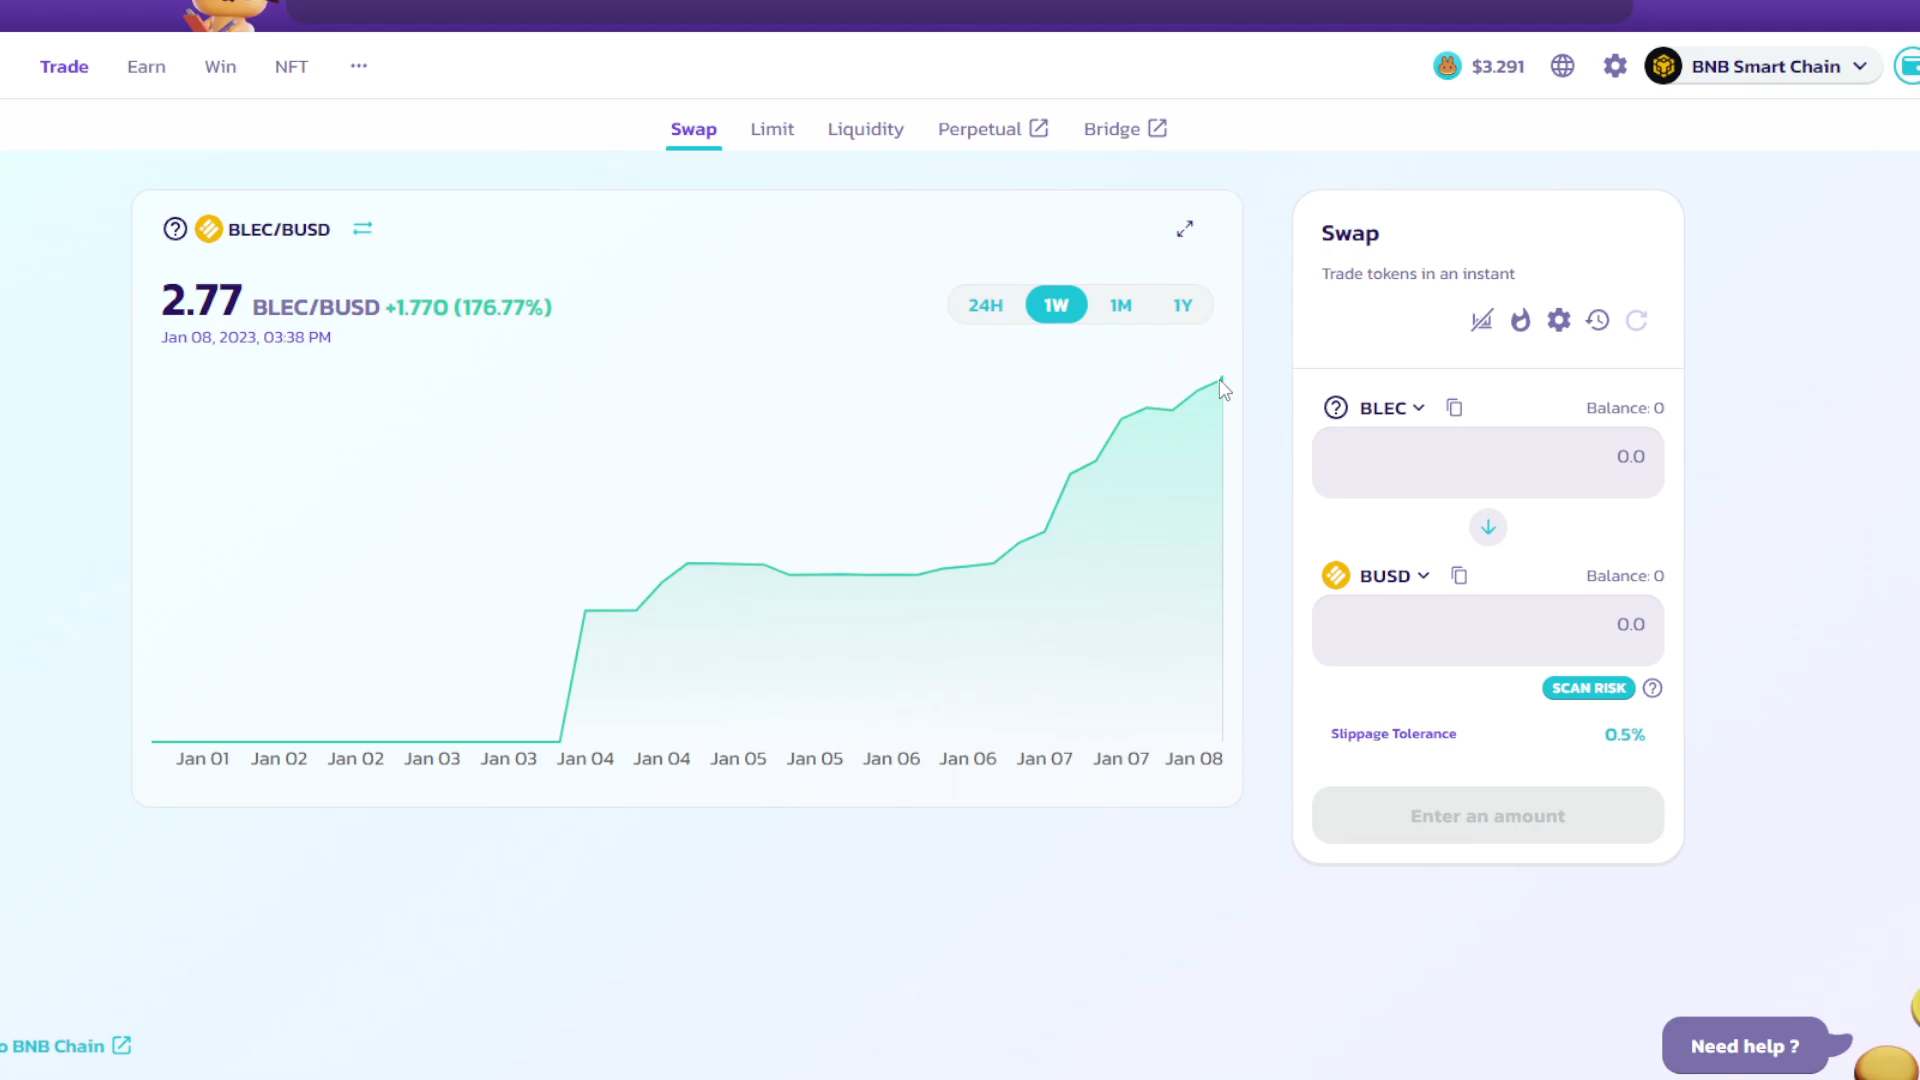 Trade Earn Win NFT ...
$3.291
BNB Smart Chain
Swap Limit Liquidity Perpetual Bridge
BLEC/BUSD
2.77 BLEC/BUSD +1.770 (176.77%)
Jan 08, 2023, 03:38 PM
24H 1W 1M 1Y
Jan 01 Jan 02 Jan 02 Jan 03 Jan 03 Jan 04 Jan 04 Jan 05 Jan 05 Jan 06 Jan 06 Jan 07 Jan 07 Jan 08
Swap
Trade tokens in an instant
BLEC Balance: 0
0.0
BUSD Balance: 0
0.0
SCAN RISK
Slippage Tolerance 0.5%
Enter an amount
o BNB Chain
Need help ?